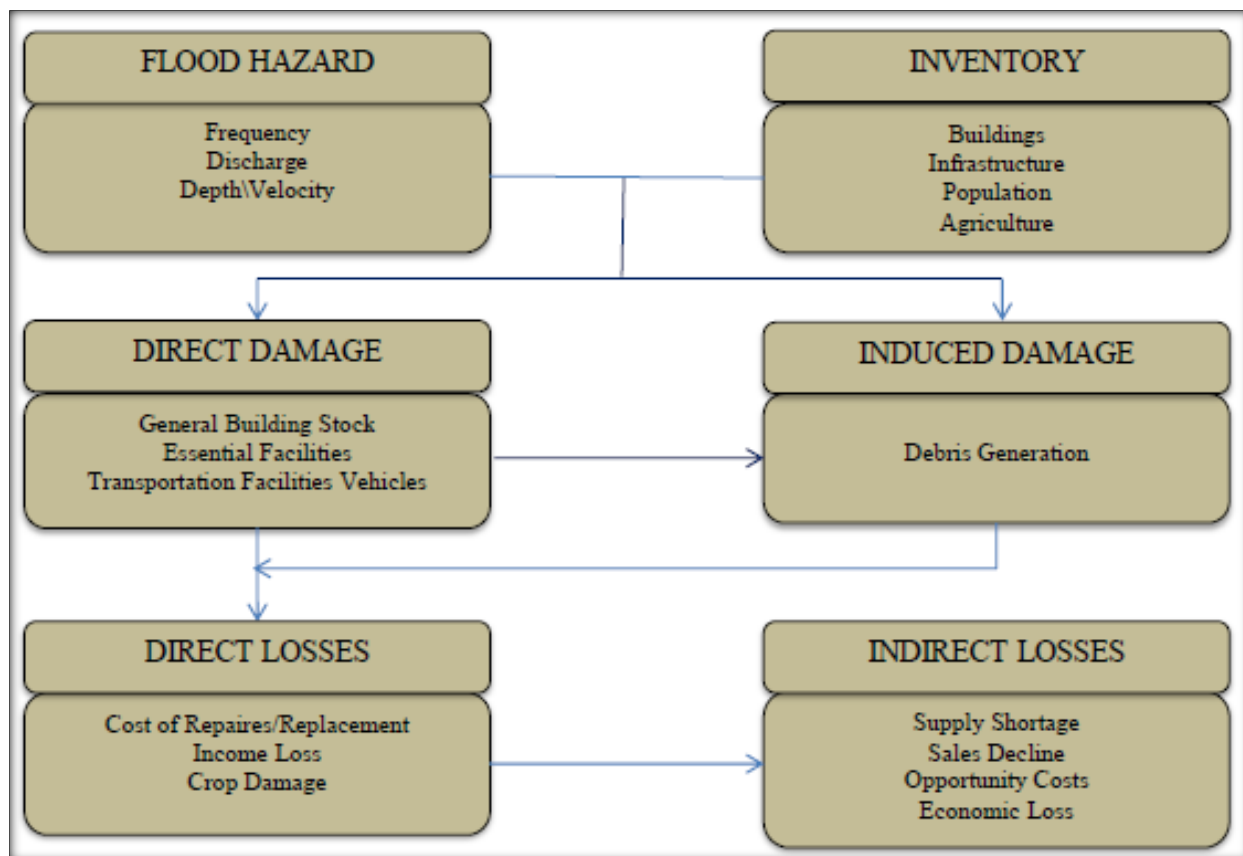 FLOOD HAZARD
Frequency
Discharge
Depth\Velocity
INVENTORY
Buildings
Infrastructure
Population
Agriculture
DIRECT DAMAGE
General Building Stock
Essential Facilities
Transportation Facilities Vehicles
INDUCED DAMAGE
Debris Generation
DIRECT LOSSES
Cost of Repaires/Replacement
Income Loss
Crop Damage
INDIRECT LOSSES
Supply Shortage
Sales Decline
Opportunity Costs
Economic Loss